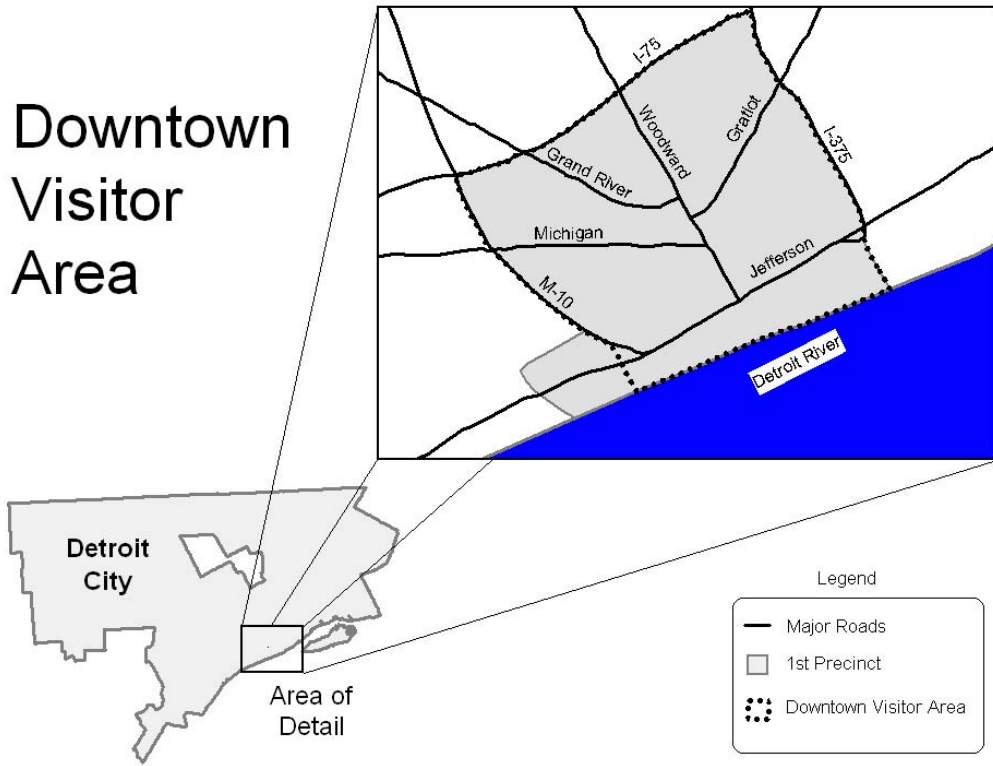 Downtown
Visitor
Area
I-75
Woodward
Gratiot
I-375
Grand River
Michigan
Jefferson
M-10
Detroit River
Detroit
City
Area of
Detail
Legend
Major Roads
1st Precinct
Downtown Visitor Area